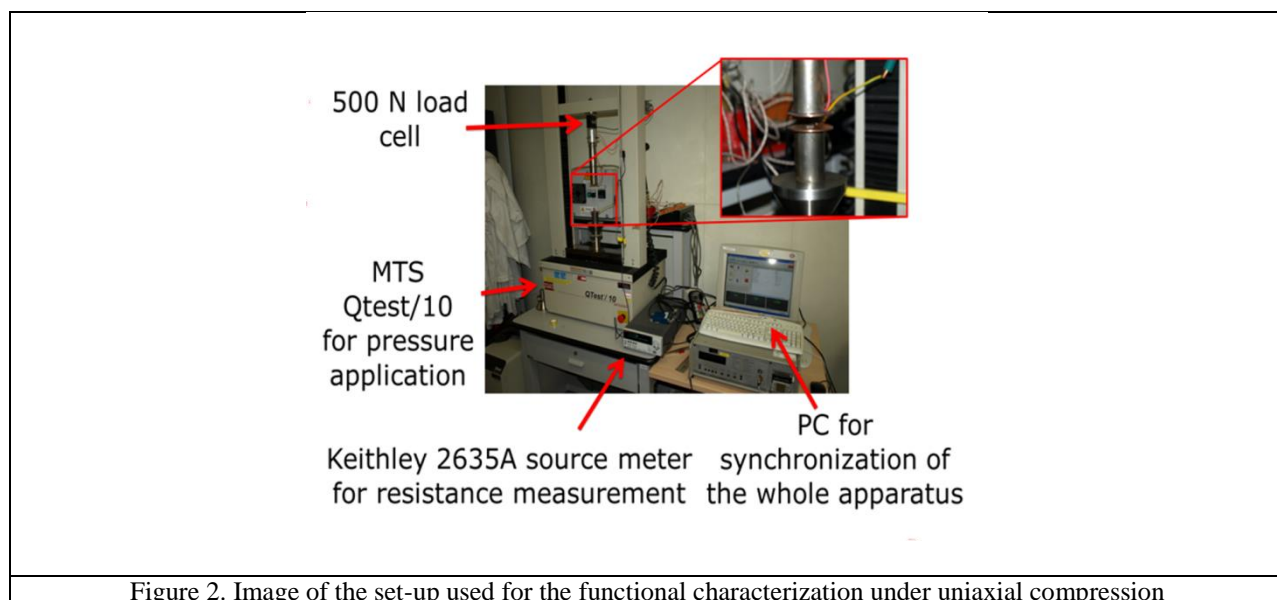 500 N load
cell
MTS
Qtest/10
for pressure
application
QTest / 10
Keithley 2635A source meter
for resistance measurement
PC for
synchronization of
the whole apparatus
Figure 2. Image of the set-up used for the functional characterization under uniaxial compression